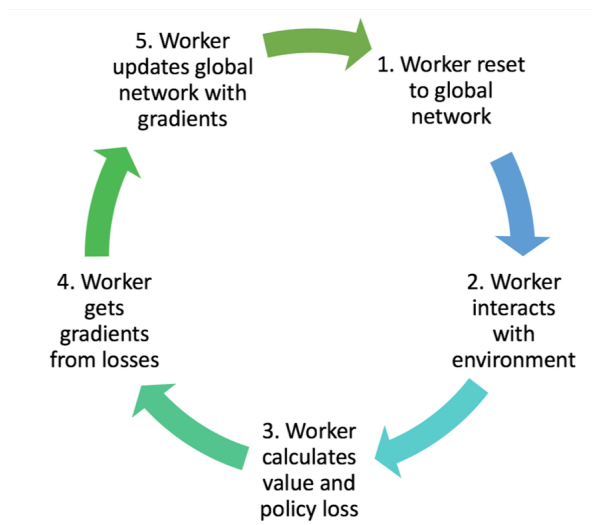 1. Worker reset
to global
network
2. Worker
interacts
with
environment
3. Worker
calculates
value and
policy loss
4. Worker
gets
gradients
from losses
5. Worker
updates global
network with
gradients